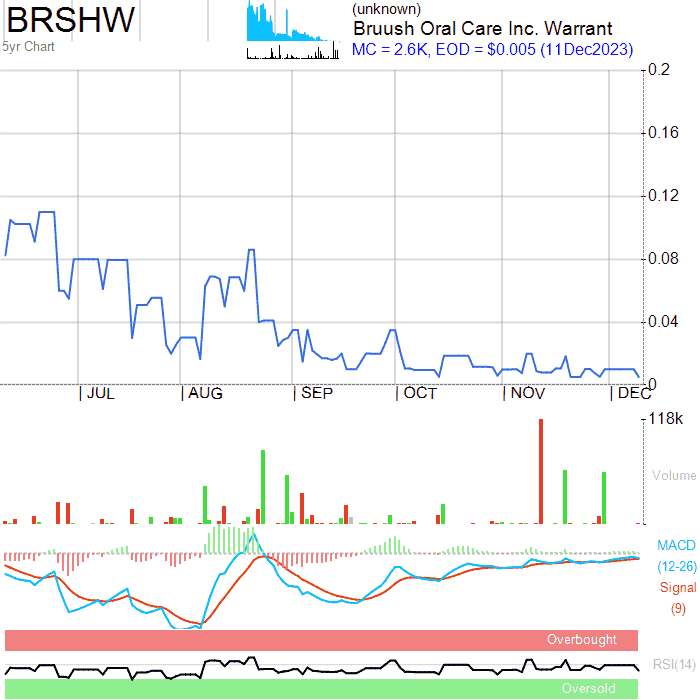 BRSHW
5yr Chart
(unknown)
Bruush Oral Care Inc. Warrant
MC = 2.6K, EOD = $0.005 (11Dec2023)
0.2
0.16
0.12
0.08
0.04
0
| JUL | AUG | SEP | OCT | NOV | DEC
118k
Volume
MACD
(12-26)
Signal
(9)
Overbought
RSI(14)
Oversold